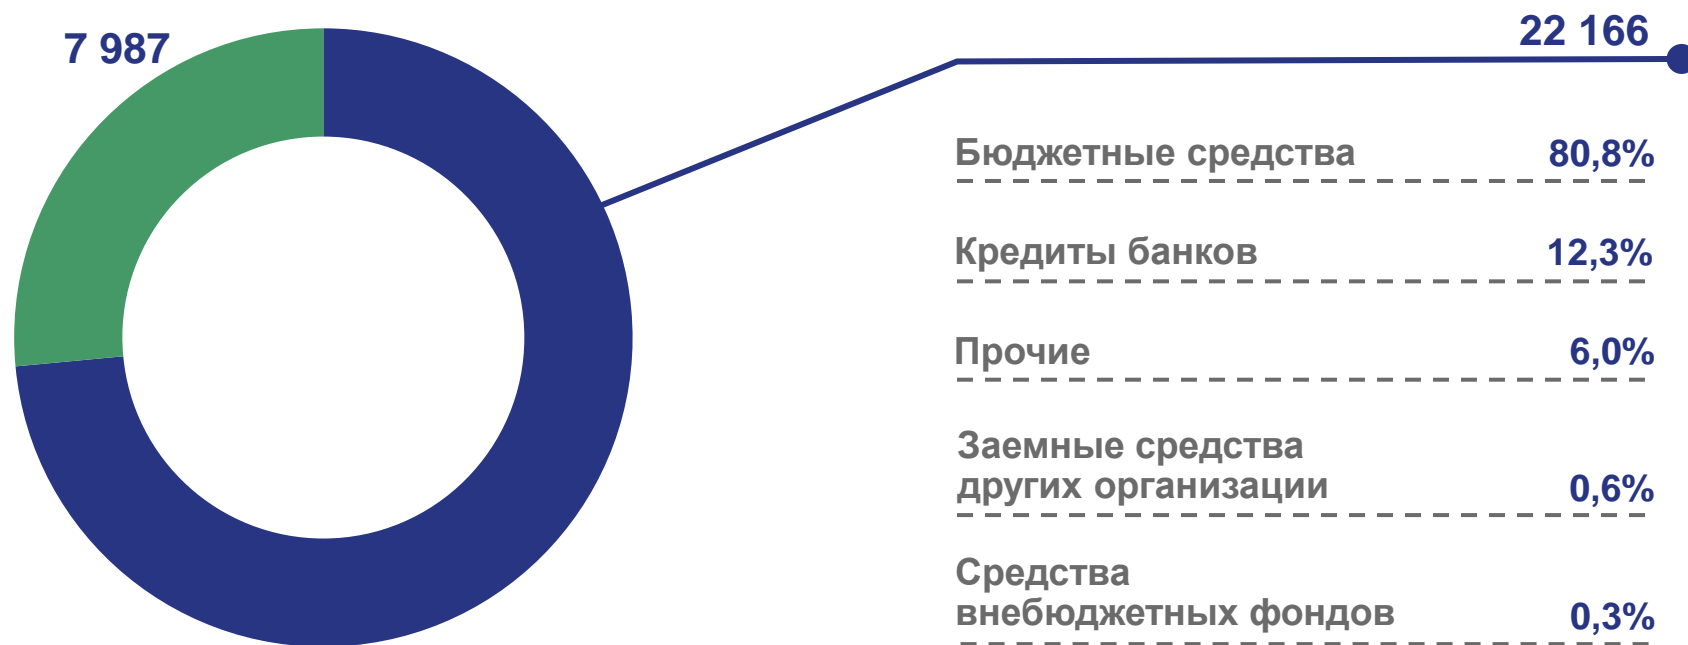 7 987
22 166
Бюджетные средства 80,8%
Кредиты банков 12,3%
Прочие 6,0%
Заемные средства
других организации 0,6%
Средства
внебюджетных фондов 0,3%